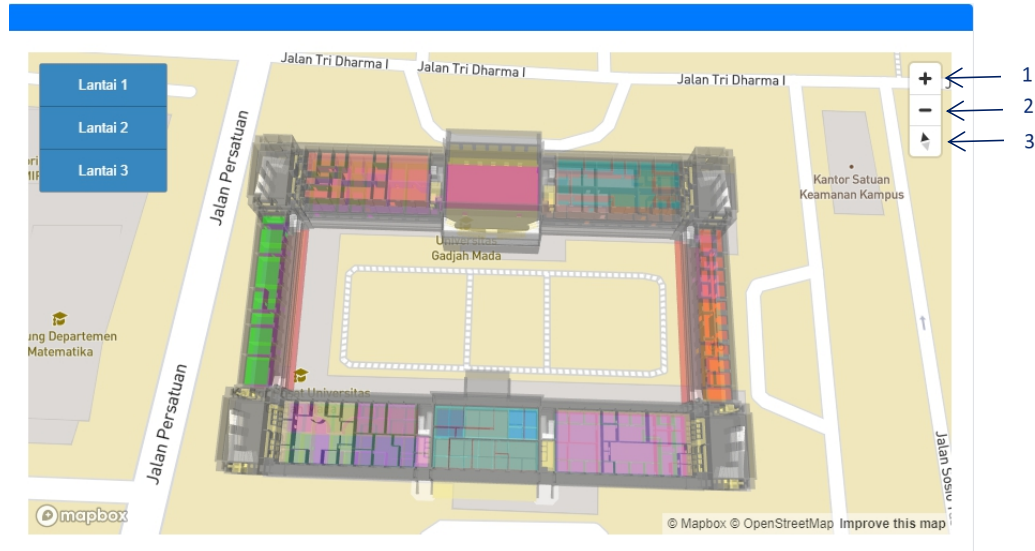 Lantai 1
Lantai 2
Lantai 3
Jalan Tri Dharma I
Jalan Tri Dharma I
Jalan Tri Dharma I
+
-
1
2
3
Jalan Persatuan
Kantor Satuan
Keamanan Kampus
Universitas
Gadjah Mada
ung Departemen
Matematika
Universitas
Jalan Persatuan
Jalan Sosio
mapbox
© Mapbox © OpenStreetMap Improve this map